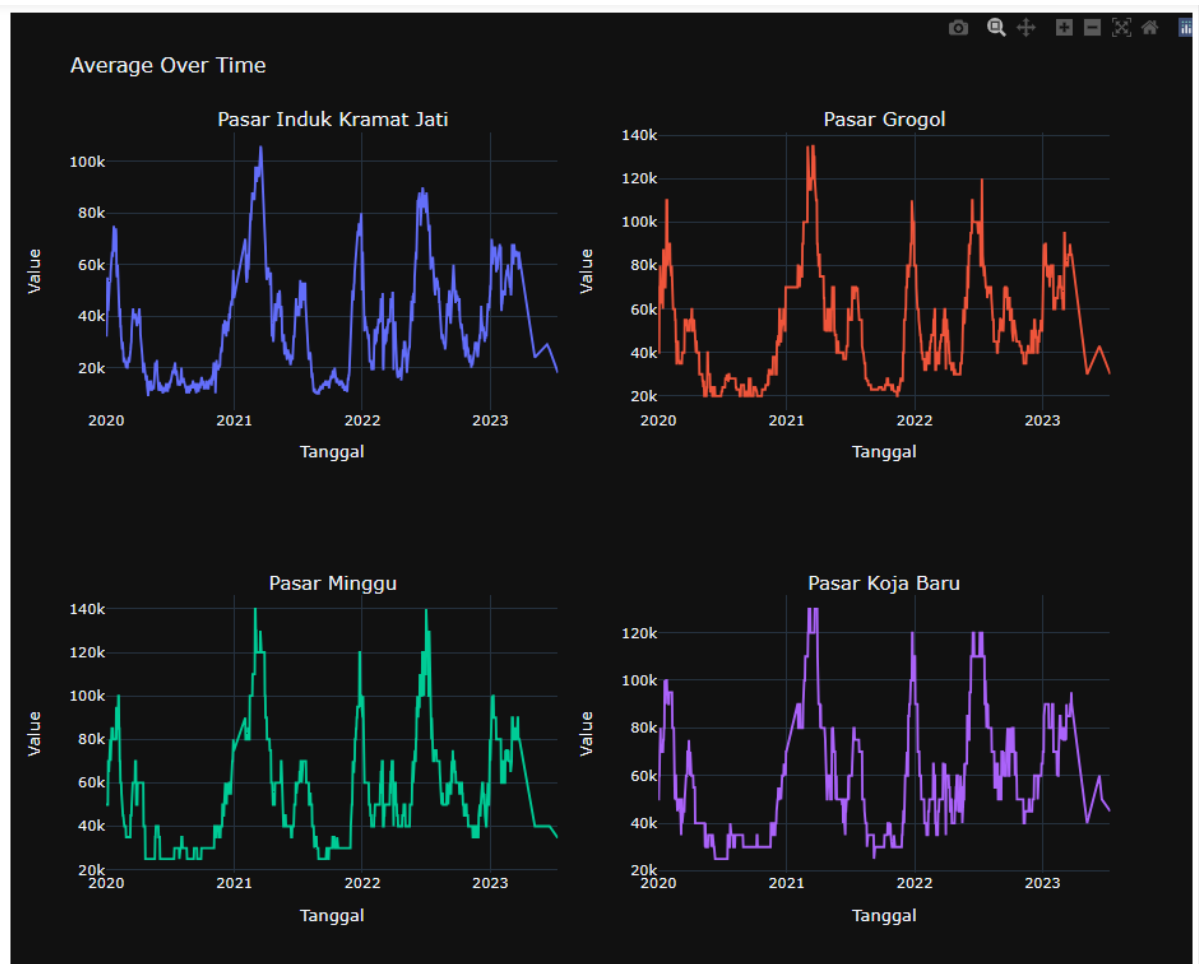 Average Over Time
Pasar Induk Kramat Jati
100k
80k
60k
40k
20k
Value
2020 2021 2022 2023
Tanggal
Pasar Grogol
140k
120k
100k
80k
60k
40k
20k
Value
2020 2021 2022 2023
Tanggal
Pasar Minggu
140k
120k
100k
80k
60k
40k
20k
Value
2020 2021 2022 2023
Tanggal
Pasar Koja Baru
120k
100k
80k
60k
40k
20k
Value
2020 2021 2022 2023
Tanggal